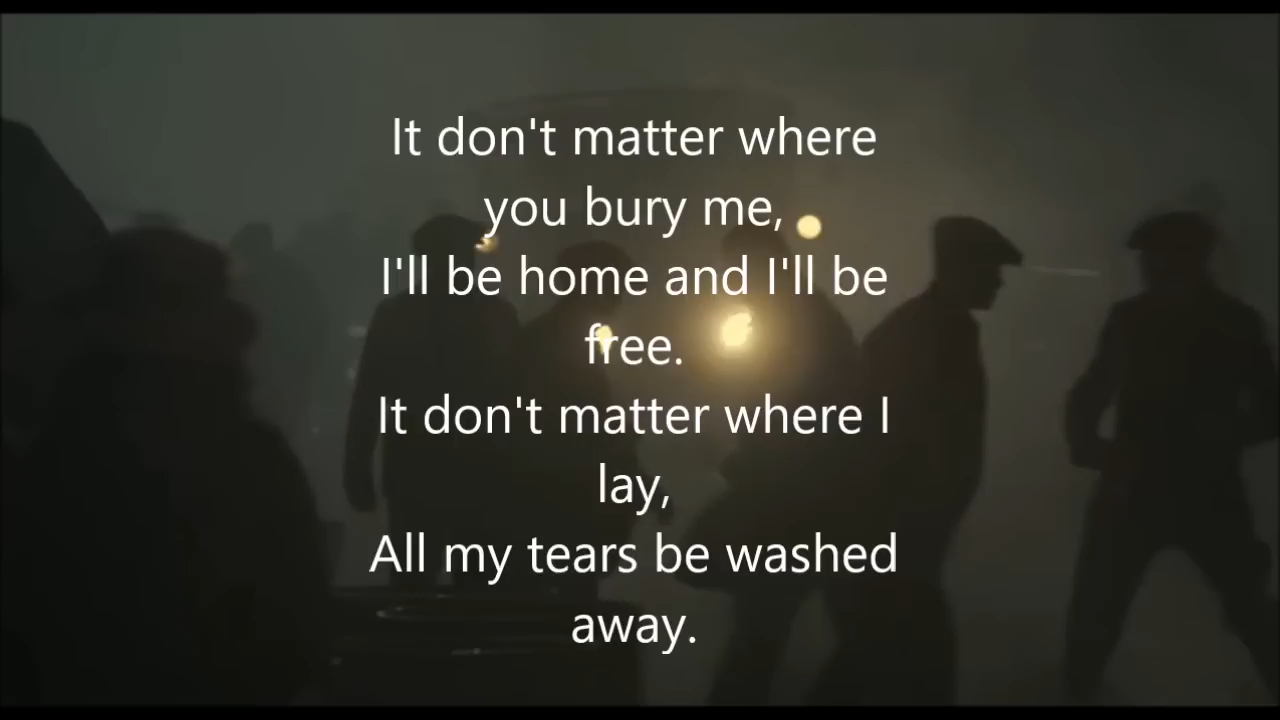 It don't matter where
you bury me,
I'll be home and I'll be
free.
It don't matter where I
lay,
All my tears be washed
away.